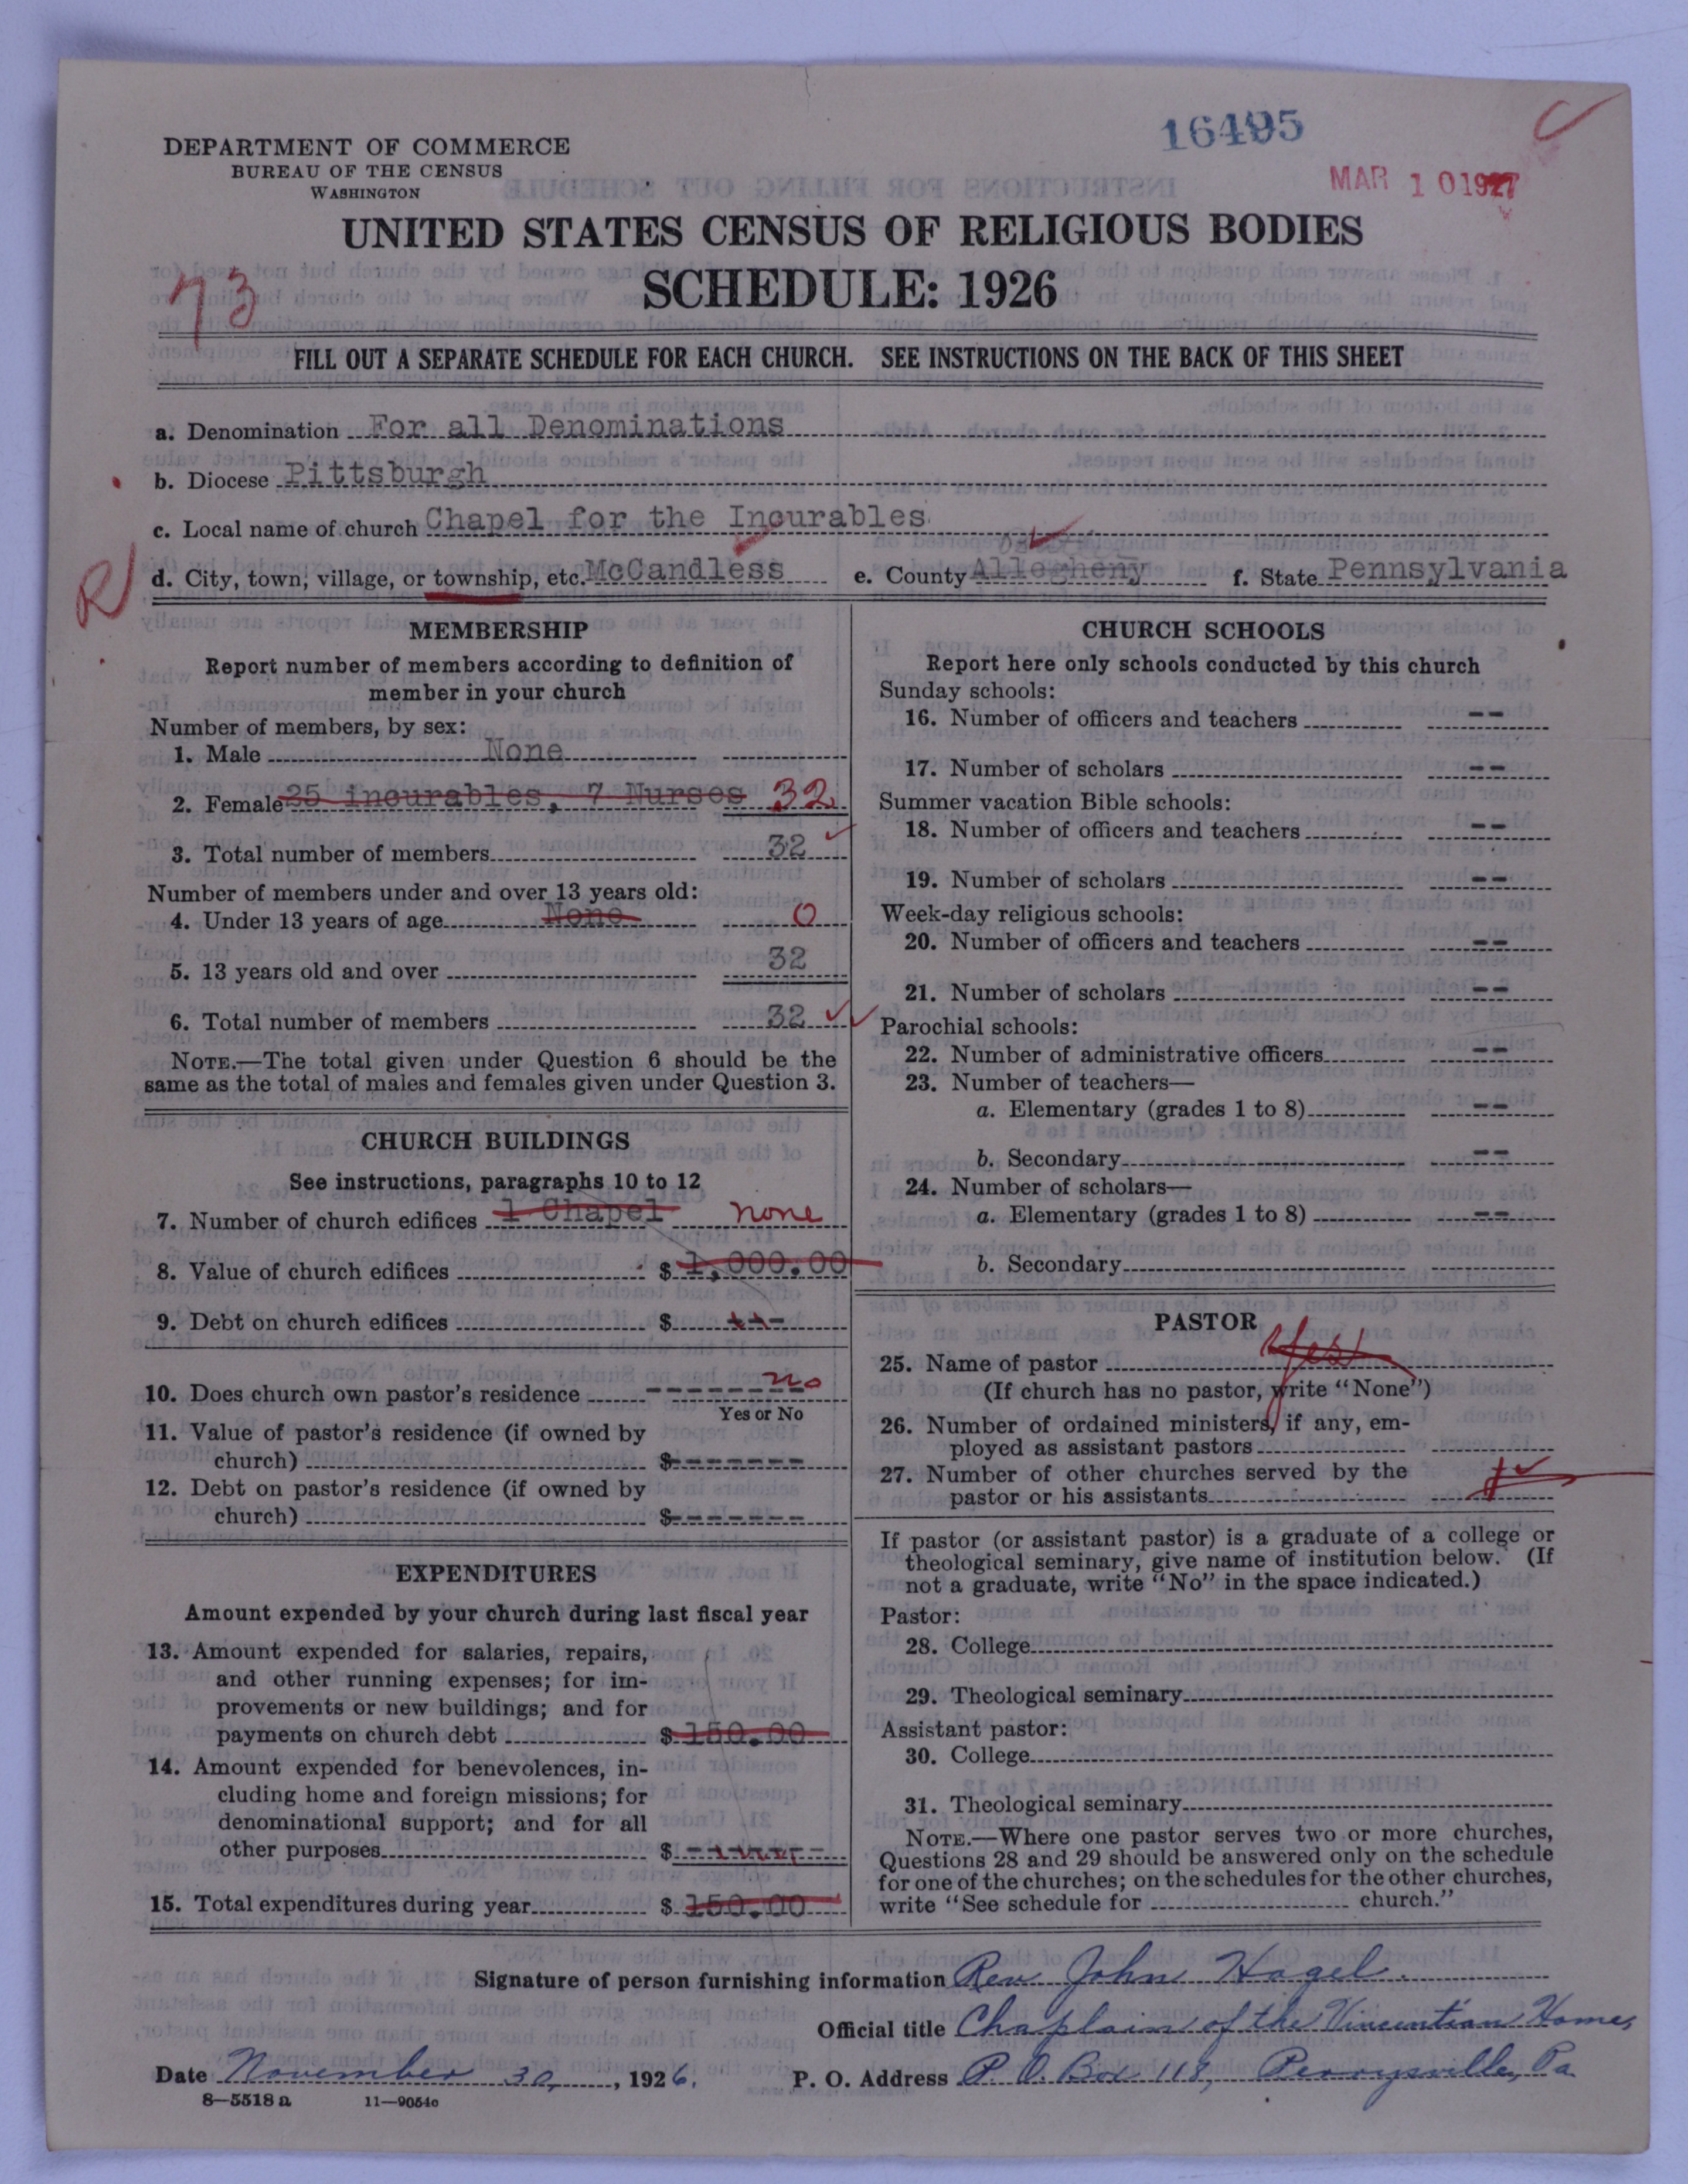 16495
MAR 10 1927
DEPARTMENT OF COMMERCE
BUREAU OF THE CENSUS
WASHINGTON
UNITED STATES CENSUS OF RELIGIOUS BODIES
SCHEDULE: 1926
73
FILL OUT A SEPARATE SCHEDULE FOR EACH CHURCH. SEE INSTRUCTIONS ON THE BACK OF THIS SHEET
a. Denomination For all Denominations
b. Diocese Pittsburgh
c. Local name of church Chapel for the Incurables
R
d. City, town, village, or township, etc. McCandless e. County Allegheny f. State Pennsylvania
MEMBERSHIP
Report number of members according to definition of
member in your church
Number of members, by sex:
1. Male None
2. Female 25 incurables, 7 Nurses 32
3. Total number of members 32
Number of members under and over 13 years old:
4. Under 13 years of age None 0
5. 13 years old and over 32
6. Total number of members 32
NOTE.—The total given under Question 6 should be the
same as the total of males and females given under Question 3.
CHURCH BUILDINGS
See instructions, paragraphs 10 to 12
7. Number of church edifices 1 Chapel none
8. Value of church edifices $ 1,000.00
9. Debt on church edifices $ ---
10. Does church own pastor's residence ------- no
Yes or No
11. Value of pastor's residence (if owned by
church) $-------
12. Debt on pastor's residence (if owned by
church) $-------
EXPENDITURES
Amount expended by your church during last fiscal year
13. Amount expended for salaries, repairs,
and other running expenses; for im-
provements or new buildings; and for
payments on church debt $ 150.00
14. Amount expended for benevolences, in-
cluding home and foreign missions; for
denominational support; and for all
other purposes $ -------
15. Total expenditures during year $ 150.00
CHURCH SCHOOLS
Report here only schools conducted by this church
Sunday schools:
16. Number of officers and teachers --
17. Number of scholars --
Summer vacation Bible schools:
18. Number of officers and teachers --
19. Number of scholars --
Week-day religious schools:
20. Number of officers and teachers --
21. Number of scholars --
Parochial schools:
22. Number of administrative officers --
23. Number of teachers—
a. Elementary (grades 1 to 8) --
b. Secondary --
24. Number of scholars—
a. Elementary (grades 1 to 8) --
b. Secondary
PASTOR
25. Name of pastor Yes
(If church has no pastor, write "None")
26. Number of ordained ministers, if any, em-
ployed as assistant pastors
27. Number of other churches served by the
pastor or his assistants
If pastor (or assistant pastor) is a graduate of a college or
theological seminary, give name of institution below. (If
not a graduate, write "No" in the space indicated.)
Pastor:
28. College
29. Theological seminary
Assistant pastor:
30. College
31. Theological seminary
NOTE.—Where one pastor serves two or more churches,
Questions 28 and 29 should be answered only on the schedule
for one of the churches; on the schedules for the other churches,
write "See schedule for church."
Signature of person furnishing information Rev. John Hagel.
Official title Chaplain of the Vincentian Home,
Date November 30, 1926. P. O. Address P. O. Box 118, Perrysville, Pa.
8—5518 a 11—9054c